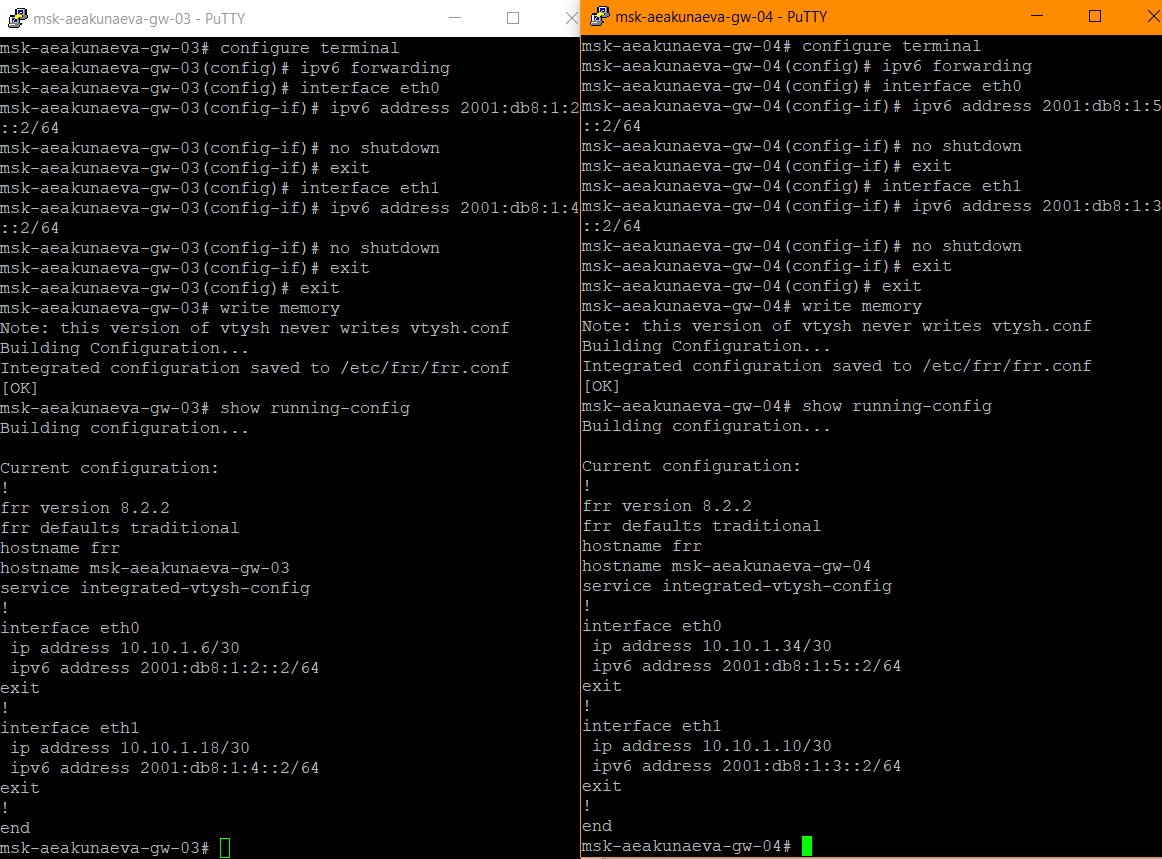 msk-aeakunaeva-gw-03 - PuTTY
msk-aeakunaeva-gw-03# configure terminal
msk-aeakunaeva-gw-03(config)# ipv6 forwarding
msk-aeakunaeva-gw-03(config)# interface eth0
msk-aeakunaeva-gw-03(config-if)# ipv6 address 2001:db8:1:2
::2/64
msk-aeakunaeva-gw-03(config-if)# no shutdown
msk-aeakunaeva-gw-03(config-if)# exit
msk-aeakunaeva-gw-03(config)# interface eth1
msk-aeakunaeva-gw-03(config-if)# ipv6 address 2001:db8:1:4
::2/64
msk-aeakunaeva-gw-03(config-if)# no shutdown
msk-aeakunaeva-gw-03(config-if)# exit
msk-aeakunaeva-gw-03(config)# exit
msk-aeakunaeva-gw-03# write memory
Note: this version of vtysh never writes vtysh.conf
Building Configuration...
Integrated configuration saved to /etc/frr/frr.conf
[OK]
msk-aeakunaeva-gw-03# show running-config
Building configuration...
Current configuration:
!
frr version 8.2.2
frr defaults traditional
hostname frr
hostname msk-aeakunaeva-gw-03
service integrated-vtysh-config
!
interface eth0
 ip address 10.10.1.6/30
 ipv6 address 2001:db8:1:2::2/64
exit
!
interface eth1
 ip address 10.10.1.18/30
 ipv6 address 2001:db8:1:4::2/64
exit
!
end
msk-aeakunaeva-gw-03#
msk-aeakunaeva-gw-04 - PuTTY
msk-aeakunaeva-gw-04# configure terminal
msk-aeakunaeva-gw-04(config)# ipv6 forwarding
msk-aeakunaeva-gw-04(config)# interface eth0
msk-aeakunaeva-gw-04(config-if)# ipv6 address 2001:db8:1:5
::2/64
msk-aeakunaeva-gw-04(config-if)# no shutdown
msk-aeakunaeva-gw-04(config-if)# exit
msk-aeakunaeva-gw-04(config)# interface eth1
msk-aeakunaeva-gw-04(config-if)# ipv6 address 2001:db8:1:3
::2/64
msk-aeakunaeva-gw-04(config-if)# no shutdown
msk-aeakunaeva-gw-04(config-if)# exit
msk-aeakunaeva-gw-04(config)# exit
msk-aeakunaeva-gw-04# write memory
Note: this version of vtysh never writes vtysh.conf
Building Configuration...
Integrated configuration saved to /etc/frr/frr.conf
[OK]
msk-aeakunaeva-gw-04# show running-config
Building configuration...
Current configuration:
!
frr version 8.2.2
frr defaults traditional
hostname frr
hostname msk-aeakunaeva-gw-04
service integrated-vtysh-config
!
interface eth0
 ip address 10.10.1.34/30
 ipv6 address 2001:db8:1:5::2/64
exit
!
interface eth1
 ip address 10.10.1.10/30
 ipv6 address 2001:db8:1:3::2/64
exit
!
end
msk-aeakunaeva-gw-04#